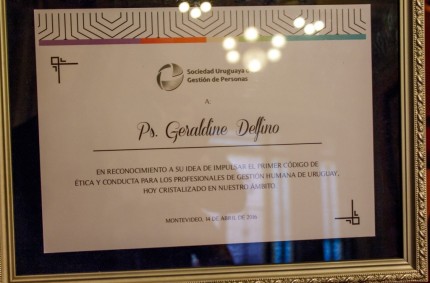 Sociedad Uruguaya
Gestión de Personas
A
Ps. Geraldine Delfino
EN RECONOCIMIENTO A SU IDEA DE IMPULSAR EL PRIMER CÓDIGO DE
ÉTICA Y CONDUCTA PARA LOS PROFESIONALES DE GESTIÓN HUMANA DE URUGUAY,
HOY CRISTALIZADO EN NUESTRO ÁMBITO
MONTEVIDEO, 14 DE ABRIL DE 2016